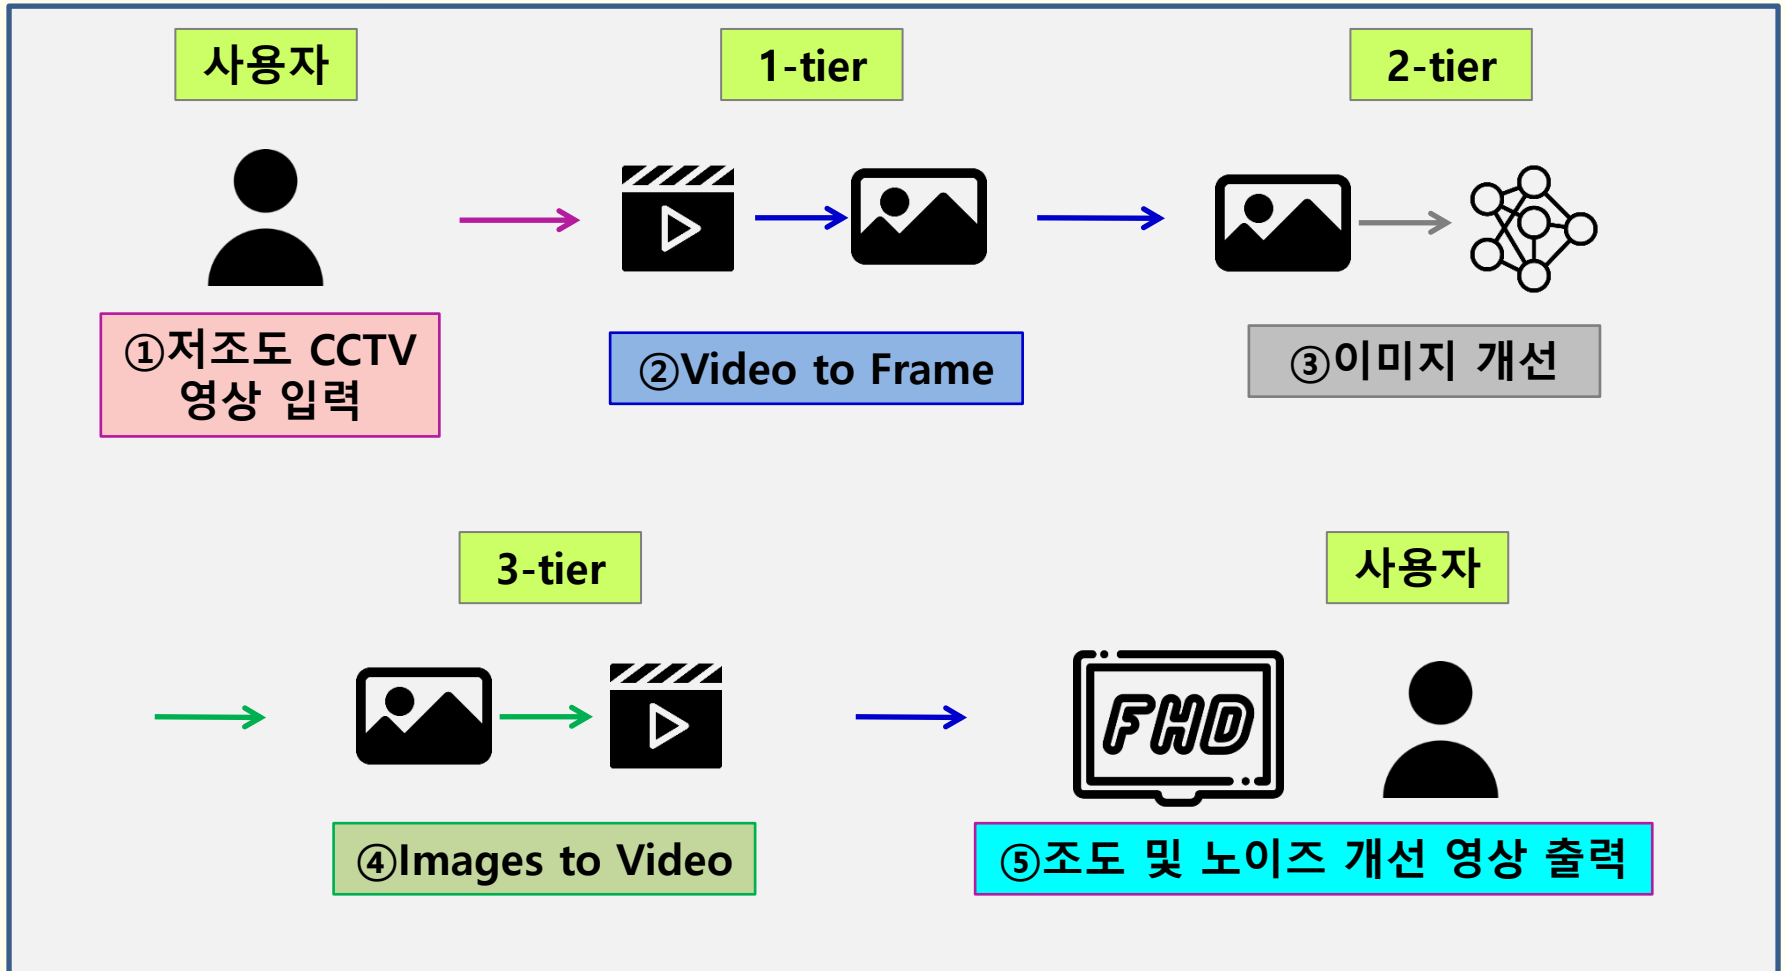 사용자
1-tier
2-tier
①저조도 CCTV
영상 입력
②Video to Frame
③이미지 개선
3-tier
사용자
FHD
④Images to Video
⑤조도 및 노이즈 개선 영상 출력